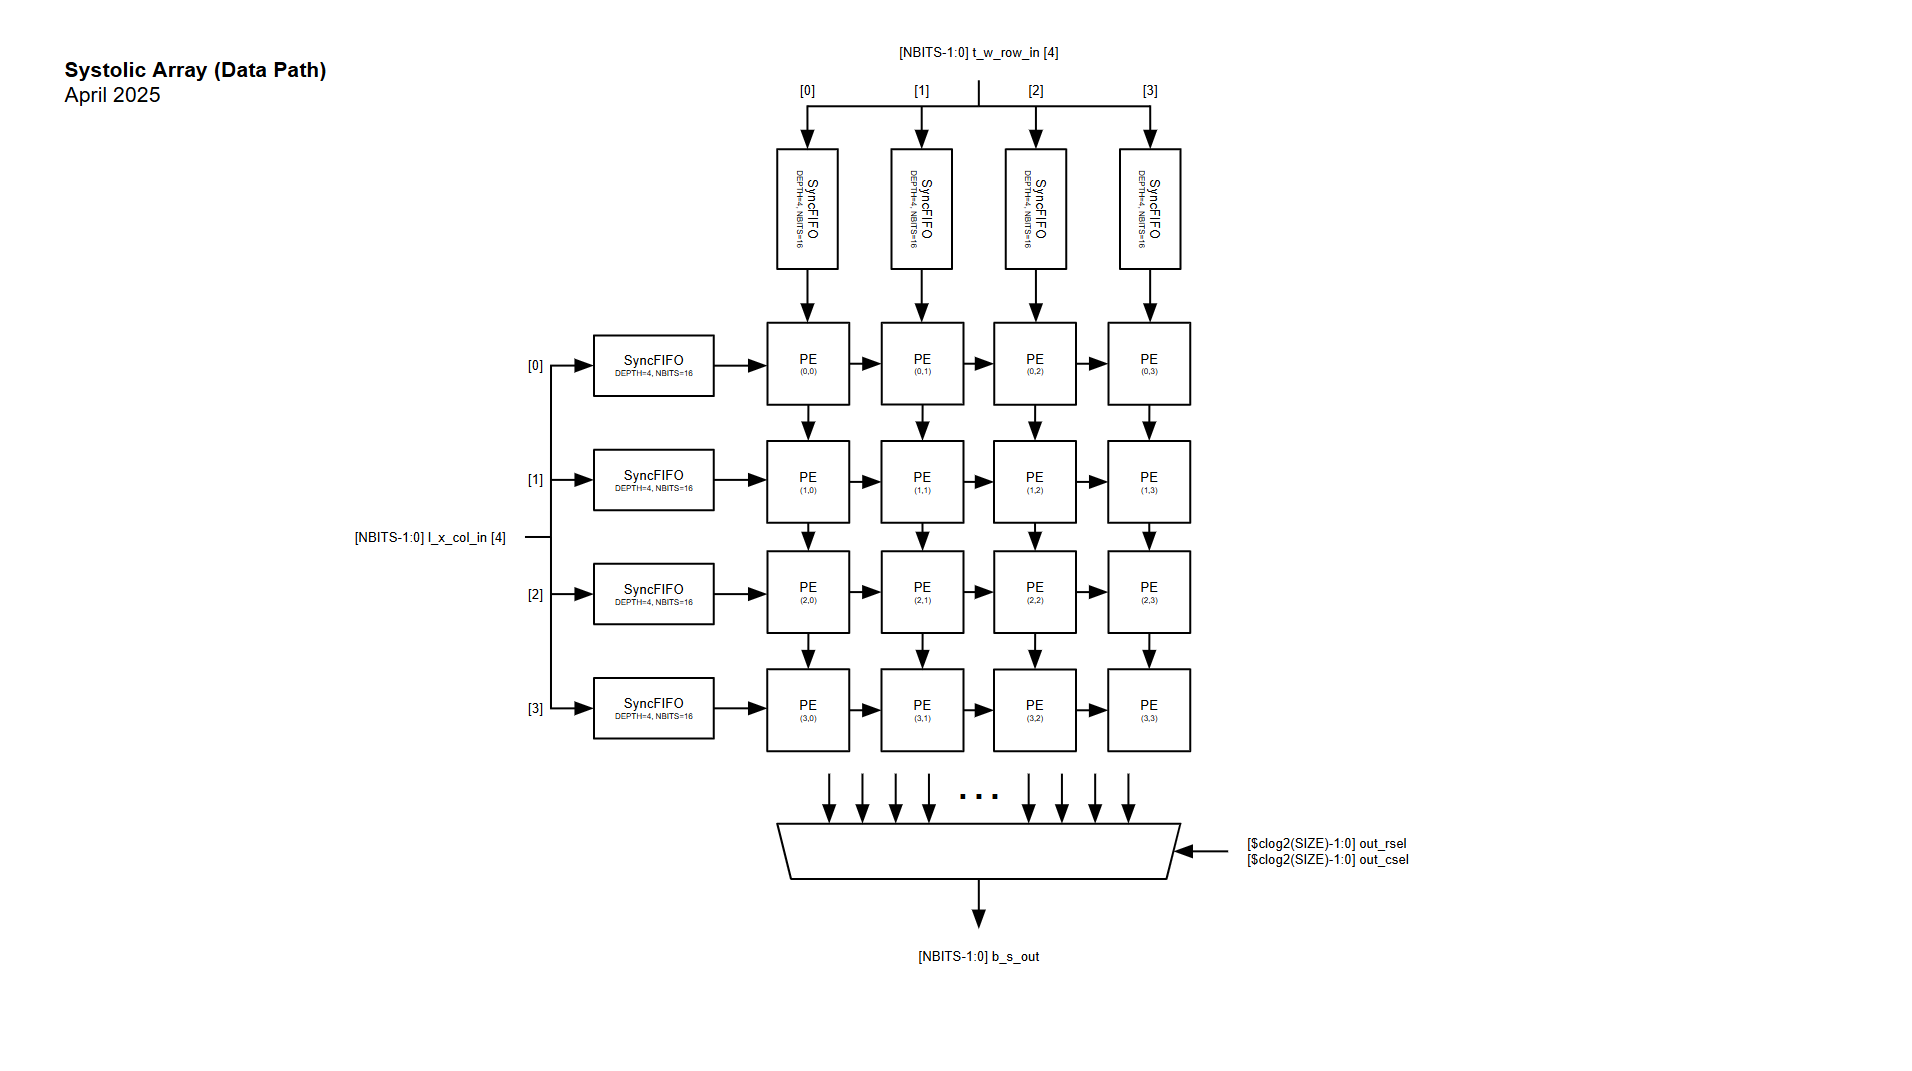 Systolic Array (Data Path)
April 2025
[NBITS-1:0] t_w_row_in [4]
[0]
[1]
[2]
[3]
SyncFIFO
DEPTH=4, NBITS=16
SyncFIFO
DEPTH=4, NBITS=16
SyncFIFO
DEPTH=4, NBITS=16
SyncFIFO
DEPTH=4, NBITS=16
[0]
SyncFIFO
DEPTH=4, NBITS=16
PE
(0,0)
PE
(0,1)
PE
(0,2)
PE
(0,3)
[1]
SyncFIFO
DEPTH=4, NBITS=16
PE
(1,0)
PE
(1,1)
PE
(1,2)
PE
(1,3)
[NBITS-1:0] l_x_col_in [4]
[2]
SyncFIFO
DEPTH=4, NBITS=16
PE
(2,0)
PE
(2,1)
PE
(2,2)
PE
(2,3)
[3]
SyncFIFO
DEPTH=4, NBITS=16
PE
(3,0)
PE
(3,1)
PE
(3,2)
PE
(3,3)
...
[$clog2(SIZE)-1:0] out_rsel
[$clog2(SIZE)-1:0] out_csel
[NBITS-1:0] b_s_out